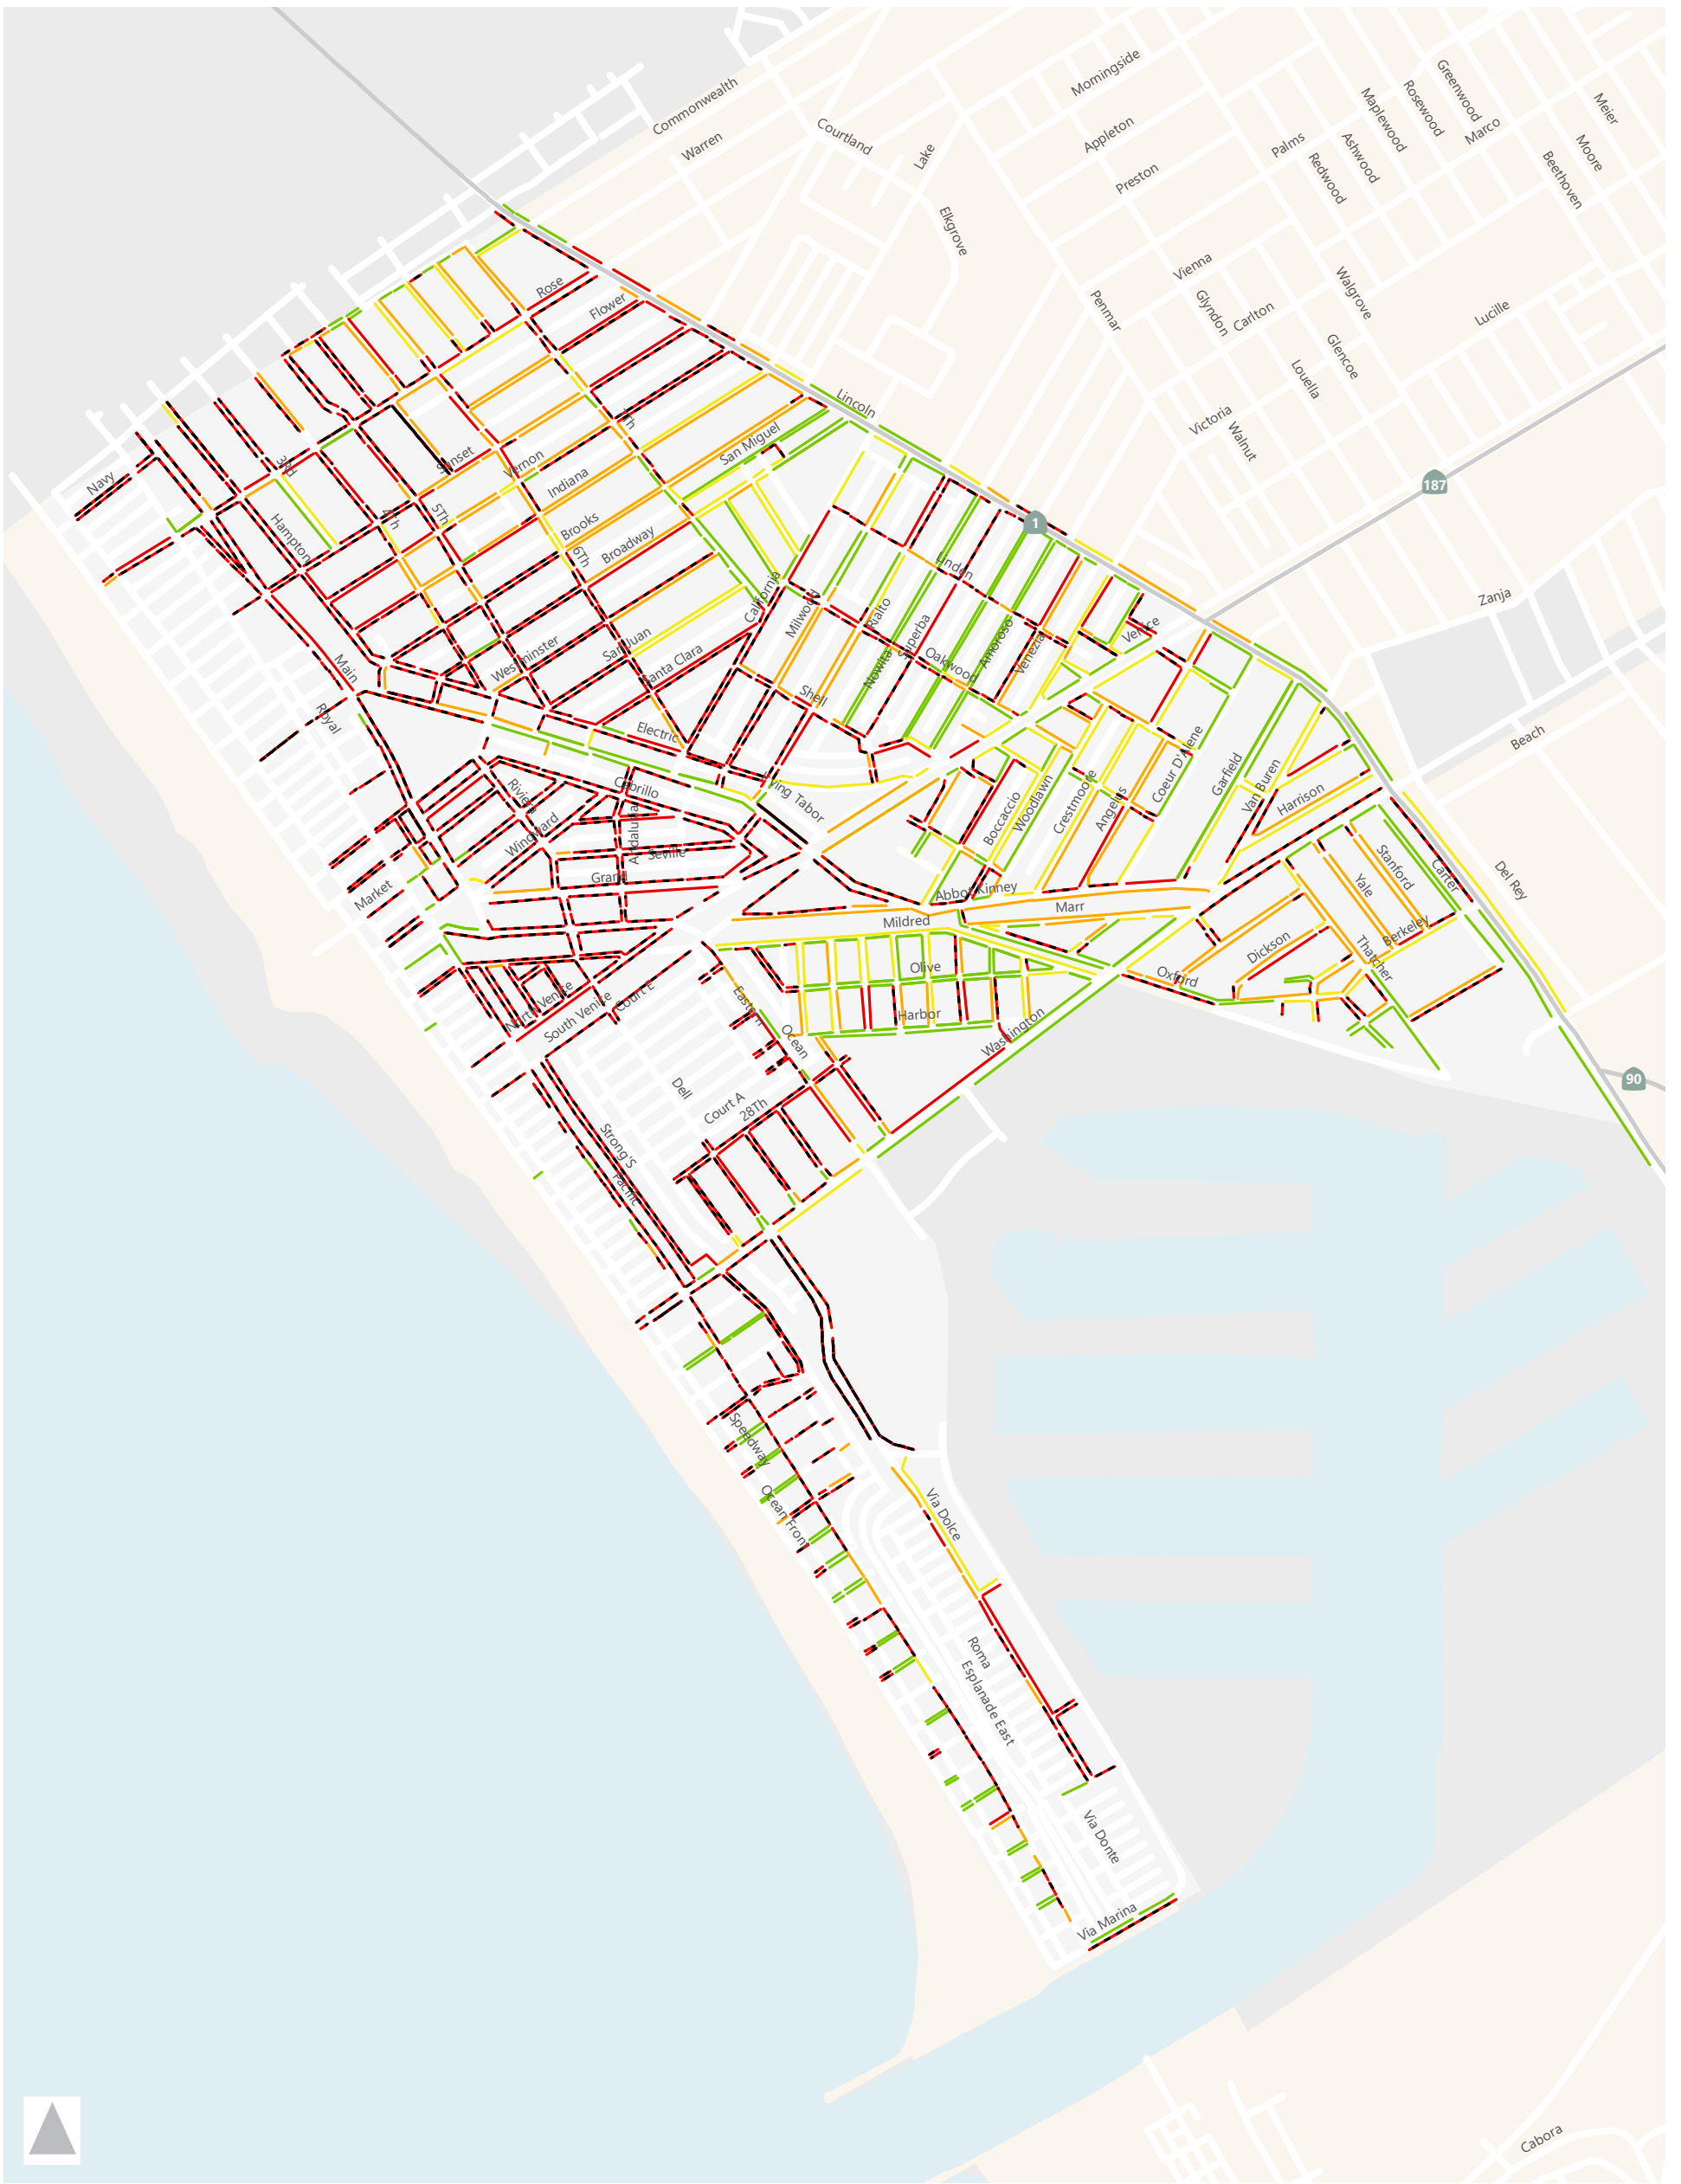 Morningside
Greenwood
Commonwealth
Maplewood
Rosewood
Meier
Courtland
Appleton
Marco
Warren
Palms
Ashwood
Moore
Lake
Preston
Redwood
Beethoven
Elkgrove
Vienna
Walgrove
Rose
Penmar
Glyndon
Carlton
Lucille
Flower
Glencoe
Louella
Lincoln
7Th
Victoria
Walnut
San Miguel
Sunset
Vernon
3Rd
Navy
Indiana
187
4Th
5Th
Hampton
Brooks
1
Broadway
6Th
Linden
California
Milwood
Rialto
Zanja
Superba
Amoroso
Venice
Westminster
San Juan
Santa Clara
Main
Nowita
Oakwood
Venezia
Royal
Shell
Electric
Beach
Coeur D'Alene
Garfield
Riviera
Cabrillo
Irving Tabor
Boccaccio
Woodlawn
Crestmoore
Angelus
Van Buren
Harrison
Windward
Andalusia
Seville
Grand
Market
Abbot Kinney
Marr
Mildred
Stanford
Yale
Carter
Del Rey
Berkeley
Dickson
Thatcher
Olive
Oxford
North Venice
South Venice
Court E
Eastern
Ocean
Harbor
Washington
Dell
Court A
28Th
90
Strong'S
Pacific
Speedway
Ocean Front
Via Dolce
Roma
Esplanade East
Via Donte
Via Marina
Cabora